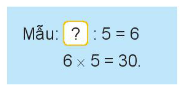 Mẫu: ? : 5 = 6
6 × 5 = 30.